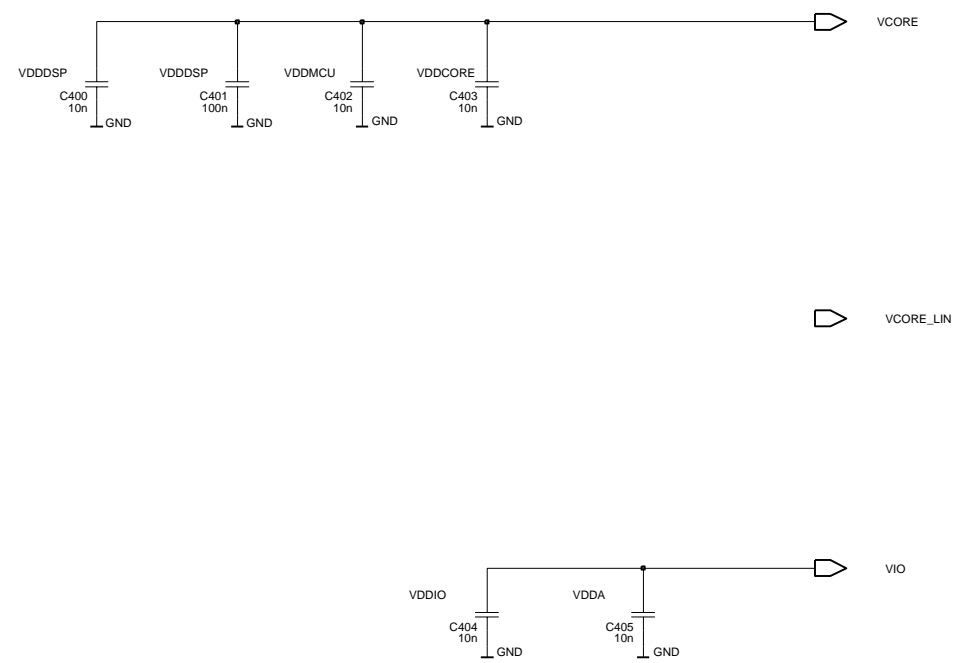 VCORE
VDDDSP
VDDDSP
VDDMCU
VDDCORE
C400
10n
C401
100n
C402
10n
C403
10n
GND
GND
GND
GND
VCORE_LIN
VIO
VDDIO
VDDA
C404
10n
C405
10n
GND
GND